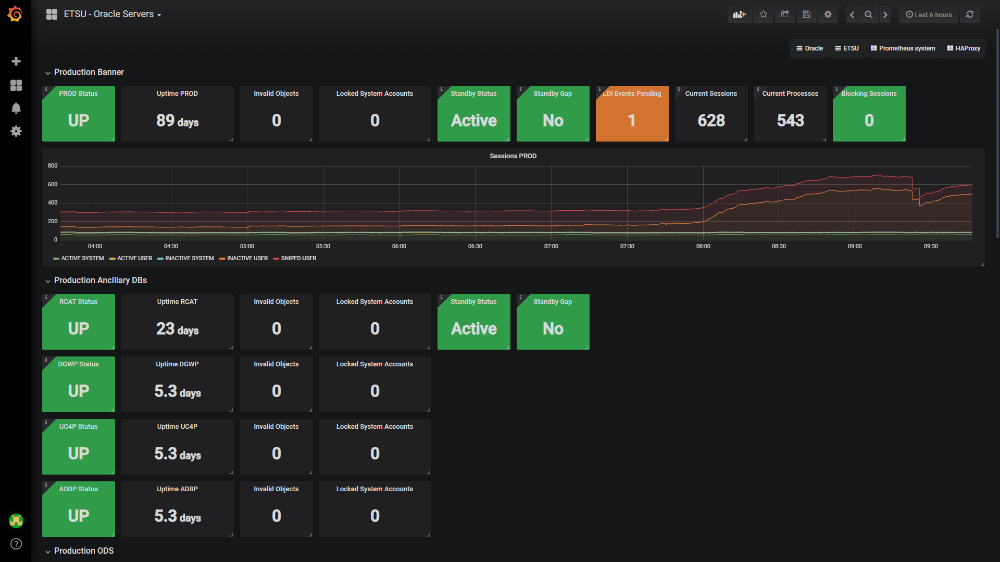 ETSU - Oracle Servers
Last 6 hours
Oracle ETSU Prometheus system HAProxy
Production Banner
PROD Status Uptime PROD Invalid Objects Locked System Accounts Standby Status Standby Gap LDI Events Pending Current Sessions Current Processes Blocking Sessions
UP 89 days 0 0 Active No 1 628 543 0
Sessions PROD
800
600
400
200
0
04:00 04:30 05:00 05:30 06:00 06:30 07:00 07:30 08:00 08:30 09:00 09:30
ACTIVE SYSTEM ACTIVE USER INACTIVE SYSTEM INACTIVE USER SNIPED USER
Production Ancillary DBs
RCAT Status Uptime RCAT Invalid Objects Locked System Accounts Standby Status Standby Gap
UP 23 days 0 0 Active No
DGWP Status Uptime DGWP Invalid Objects Locked System Accounts
UP 5.3 days 0 0
UC4P Status Uptime UC4P Invalid Objects Locked System Accounts
UP 5.3 days 0 0
ADBP Status Uptime ADBP Invalid Objects Locked System Accounts
UP 5.3 days 0 0
Production ODS